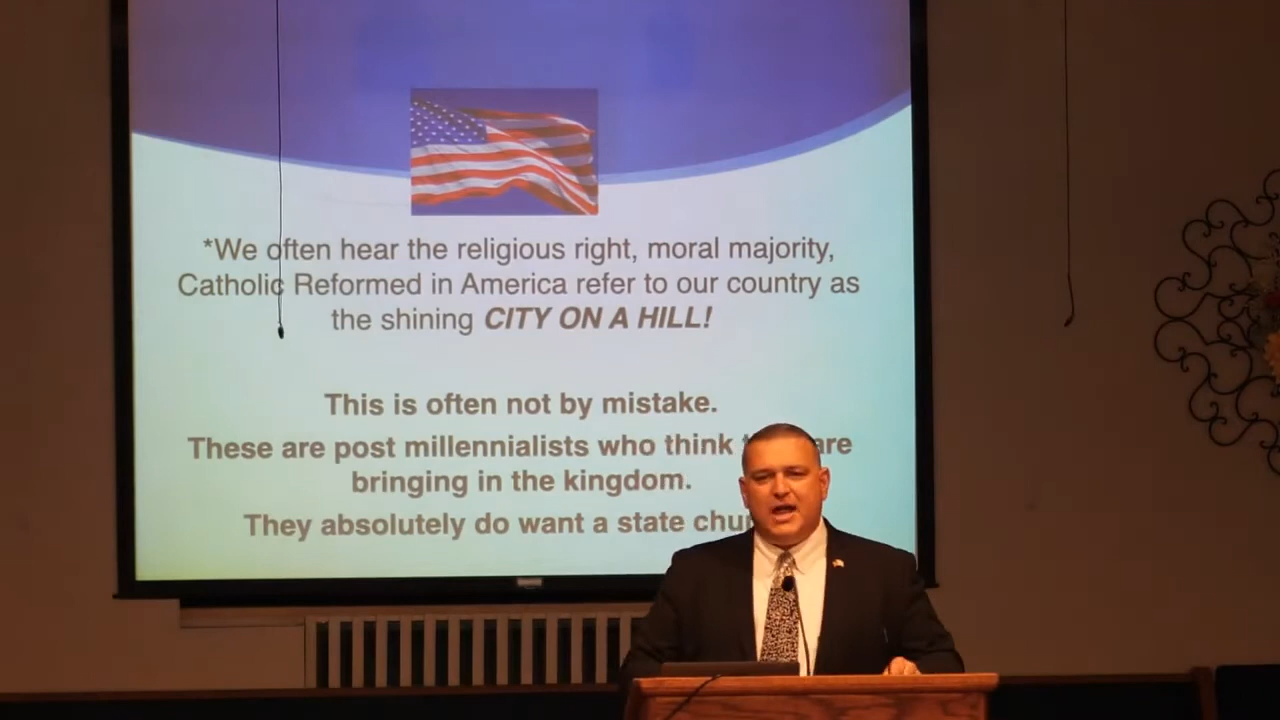 *We often hear the religious right, moral majority,
Catholic Reformed in America refer to our country as
the shining CITY ON A HILL!
This is often not by mistake.
These are post millennialists who think are
bringing in the kingdom.
They absolutely do want a state